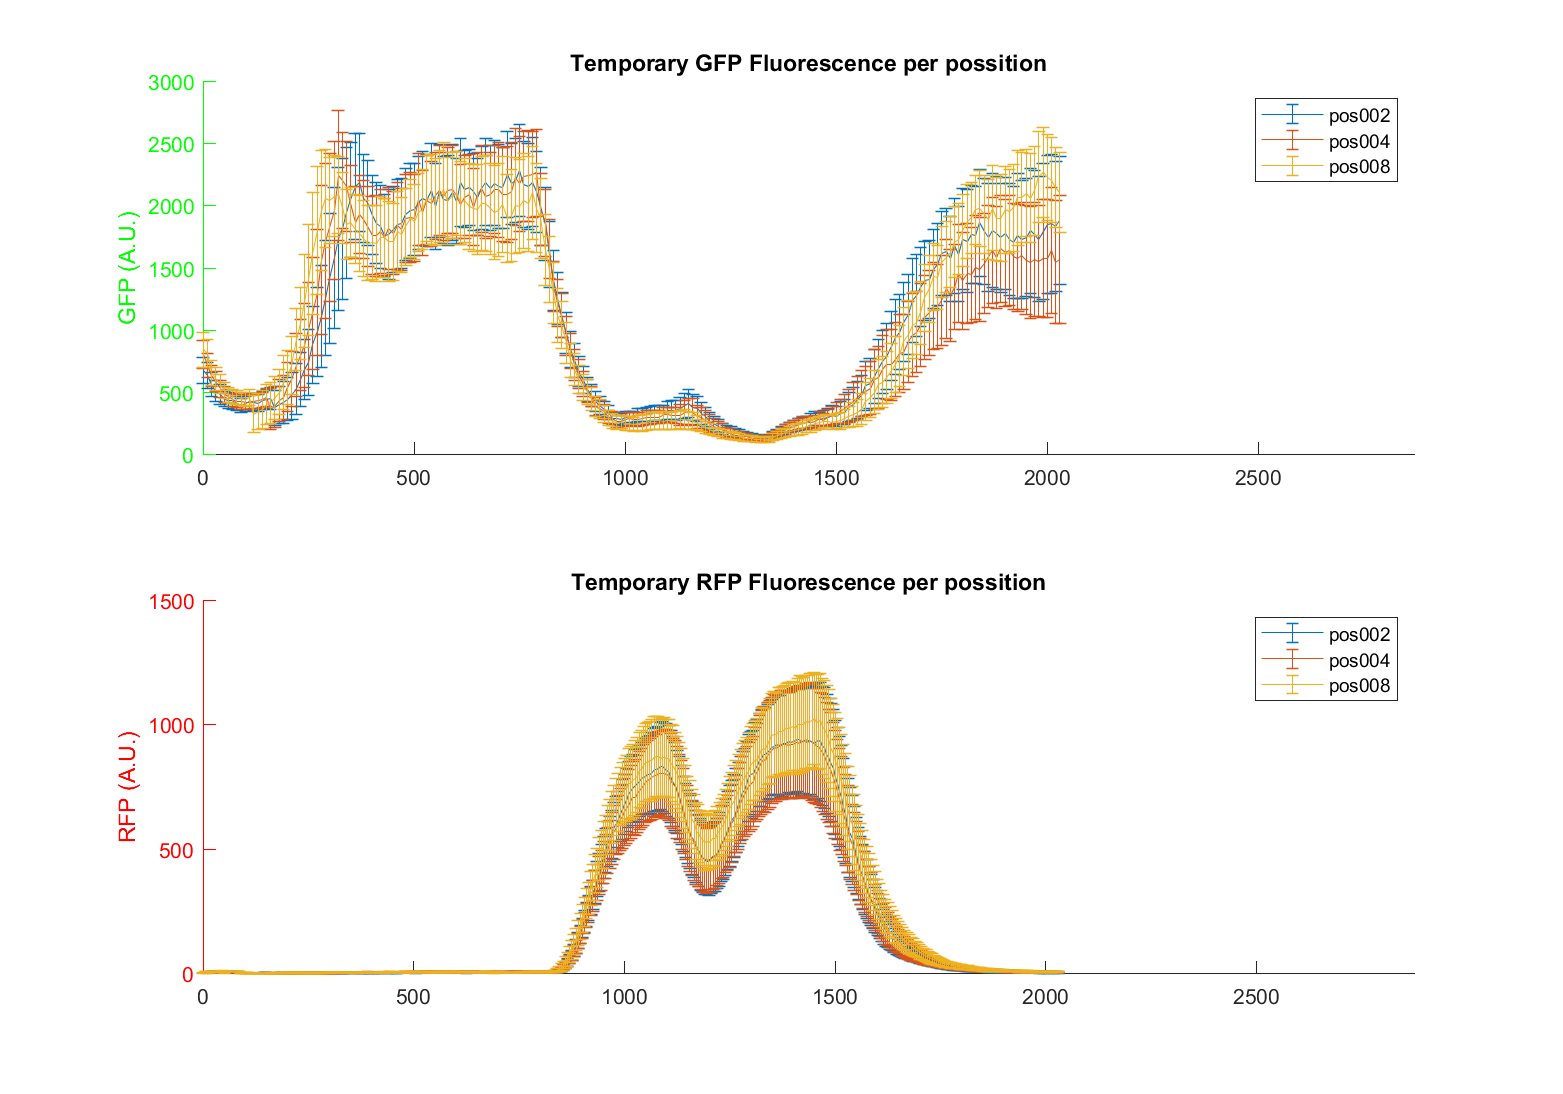 Temporary GFP Fluorescence per possition
3000
2500
2000
1500
1000
500
0
GFP (A.U.)
0 500 1000 1500 2000 2500
pos002
pos004
pos008
Temporary RFP Fluorescence per possition
1500
1000
500
0
RFP (A.U.)
0 500 1000 1500 2000 2500
pos002
pos004
pos008